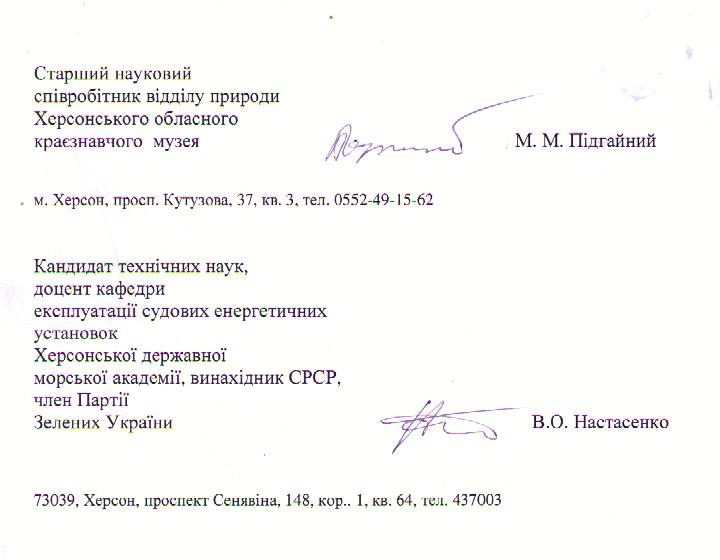 Старший науковий
співробітник відділу природи
Херсонського обласного
краєзнавчого музея М. М. Підгайний
м. Херсон, просп. Кутузова, 37, кв. 3, тел. 0552-49-15-62
Кандидат технічних наук,
доцент кафедри
експлуатації судових енергетичних
установок
Херсонської державної
морської академії, винахідник СРСР,
член Партії
Зелених України В.О. Настасенко
73039, Херсон, проспект Сенявіна, 148, кор.. 1, кв. 64, тел. 437003